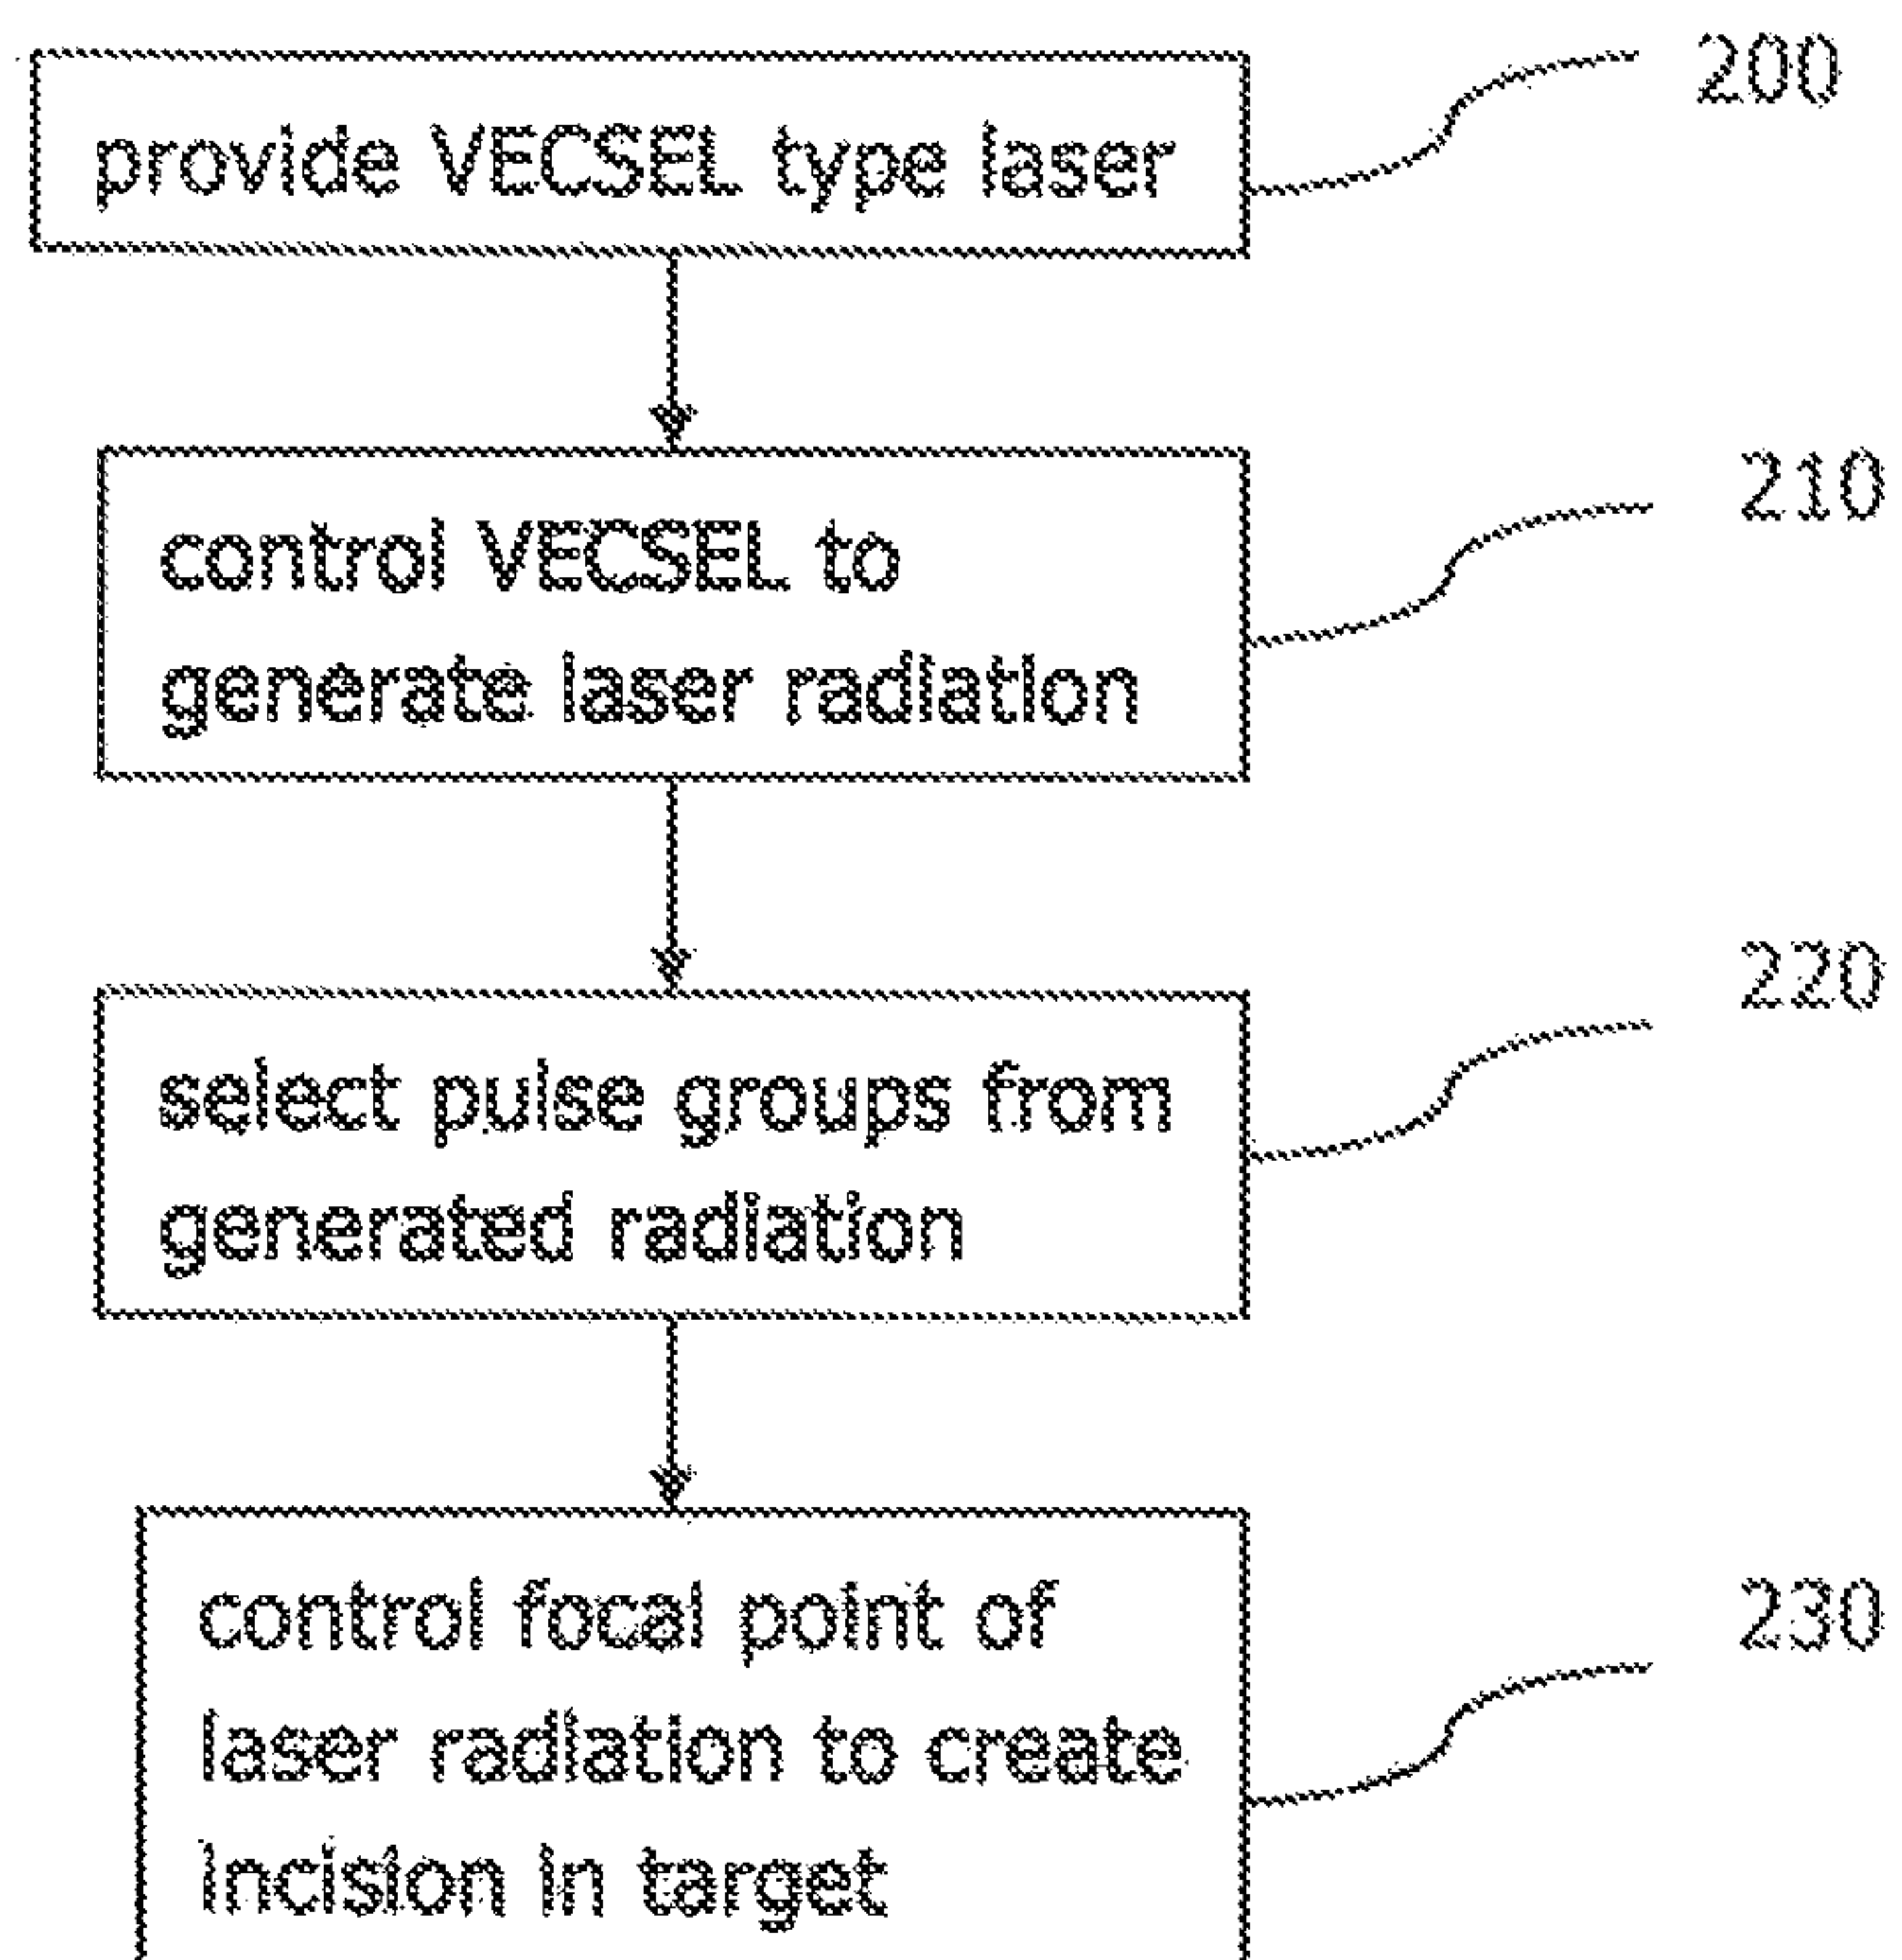 provide VECSEL type laser
200
control VECSEL to
generate laser radiation
210
select pulse groups from
generated radiation
220
control focal point of
laser radiation to create
incision in target
230